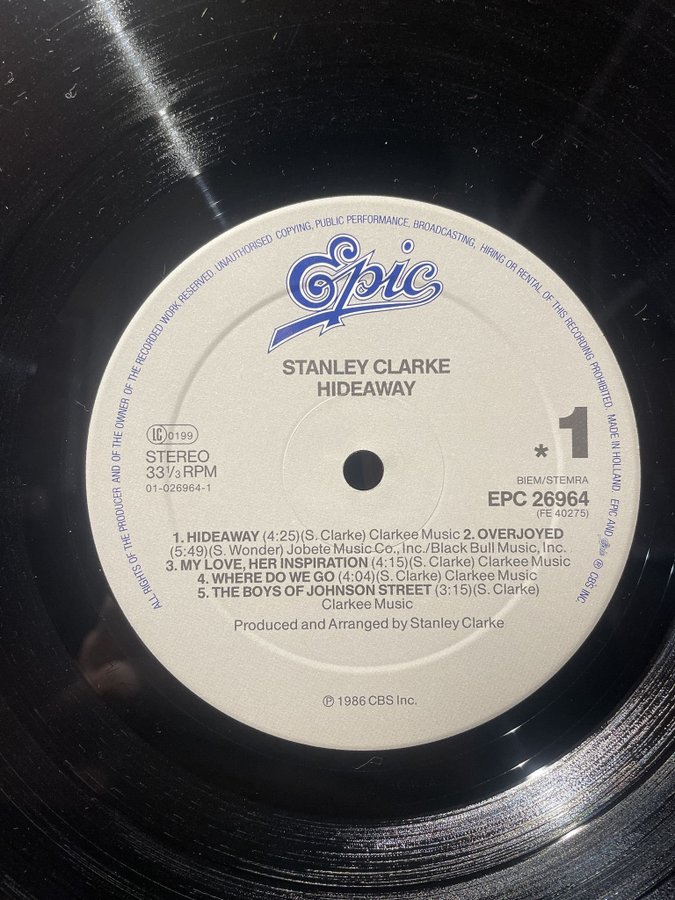 ALL RIGHTS OF THE PRODUCER AND OF THE OWNER OF THE RECORDED WORK RESERVED. UNAUTHORISED COPYING, PUBLIC PERFORMANCE, BROADCASTING, HIRING OR RENTAL OF THIS RECORDING PROHIBITED. MADE IN HOLLAND EPIC AND Epic ® CBS INC
Epic
STANLEY CLARKE
HIDEAWAY
LC 0199
STEREO
33⅓ RPM
01-026964-1
* 1
BIEM/STEMRA
EPC 26964
(FE 40275)
1. HIDEAWAY (4:25)(S. Clarke) Clarkee Music 2. OVERJOYED
(5:49)(S. Wonder) Jobete Music Co., Inc./Black Bull Music, Inc.
3. MY LOVE, HER INSPIRATION (4:15)(S. Clarke) Clarkee Music
4. WHERE DO WE GO (4:04)(S. Clarke) Clarkee Music
5. THE BOYS OF JOHNSON STREET (3:15)(S. Clarke)
Clarkee Music
Produced and Arranged by Stanley Clarke
℗ 1986 CBS Inc.